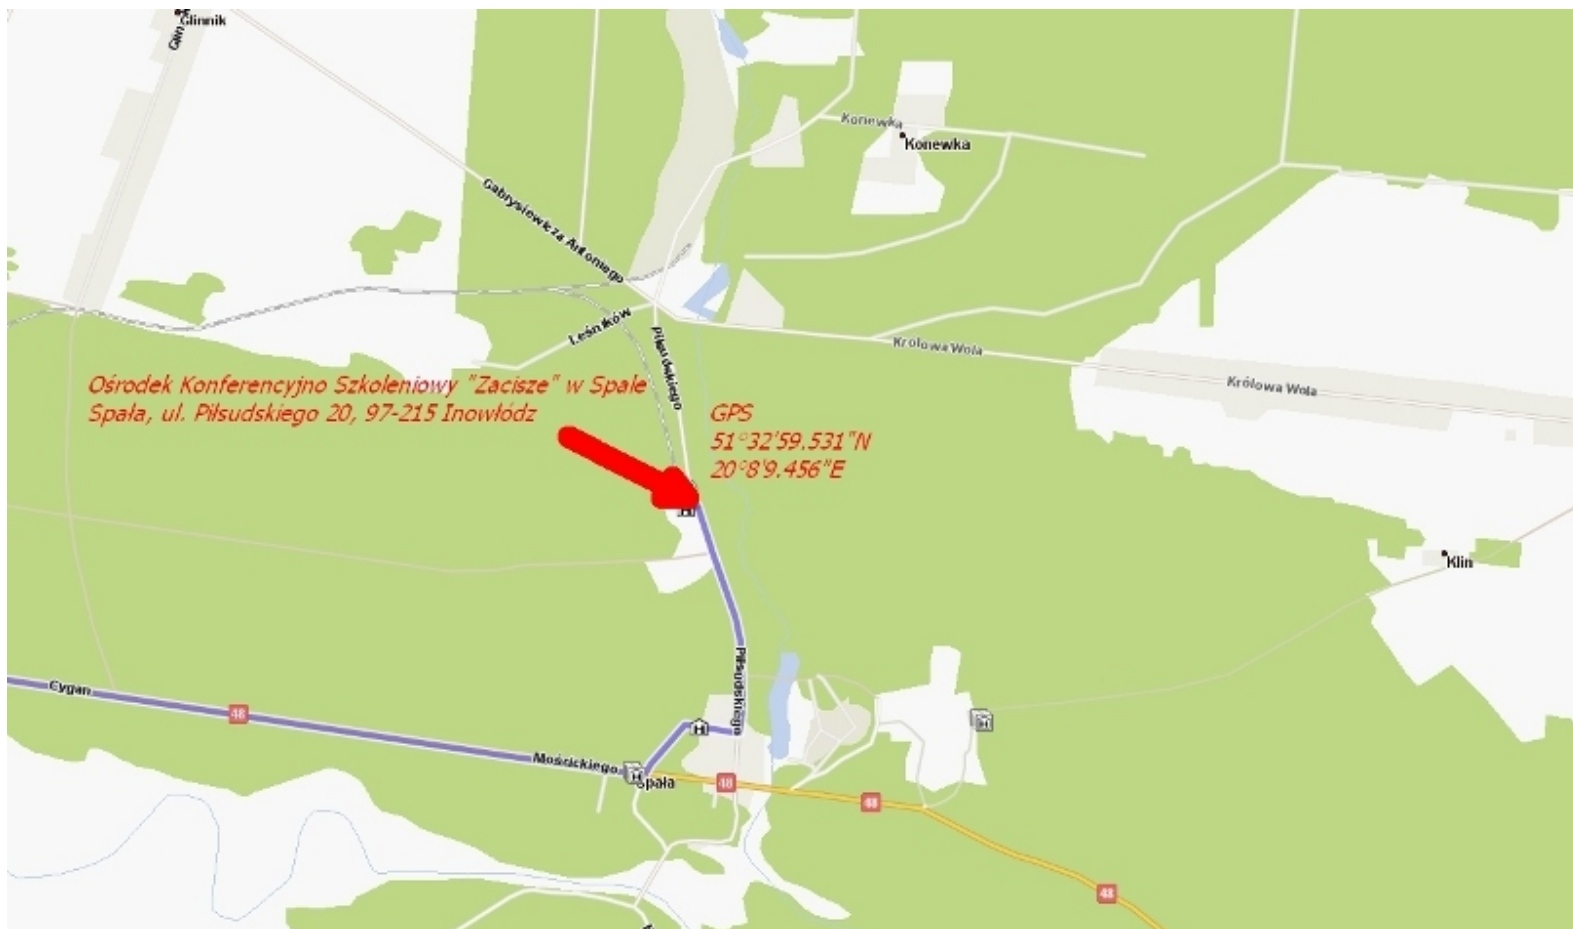 Glinnik
Glin
Konewka
Konewka
Gabrysiewicza Antoniego
Leśników
Piłsudskiego
Królowa Wola
Królowa Wola
Ośrodek Konferencyjno Szkoleniowy "Zacisze" w Spale
Spała, ul. Piłsudskiego 20, 97-215 Inowłódz
GPS
51°32'59.531"N
20°8'9.456"E
Klin
Piłsudskiego
Cygan
48
Mościckiego
Spała
48
48
48